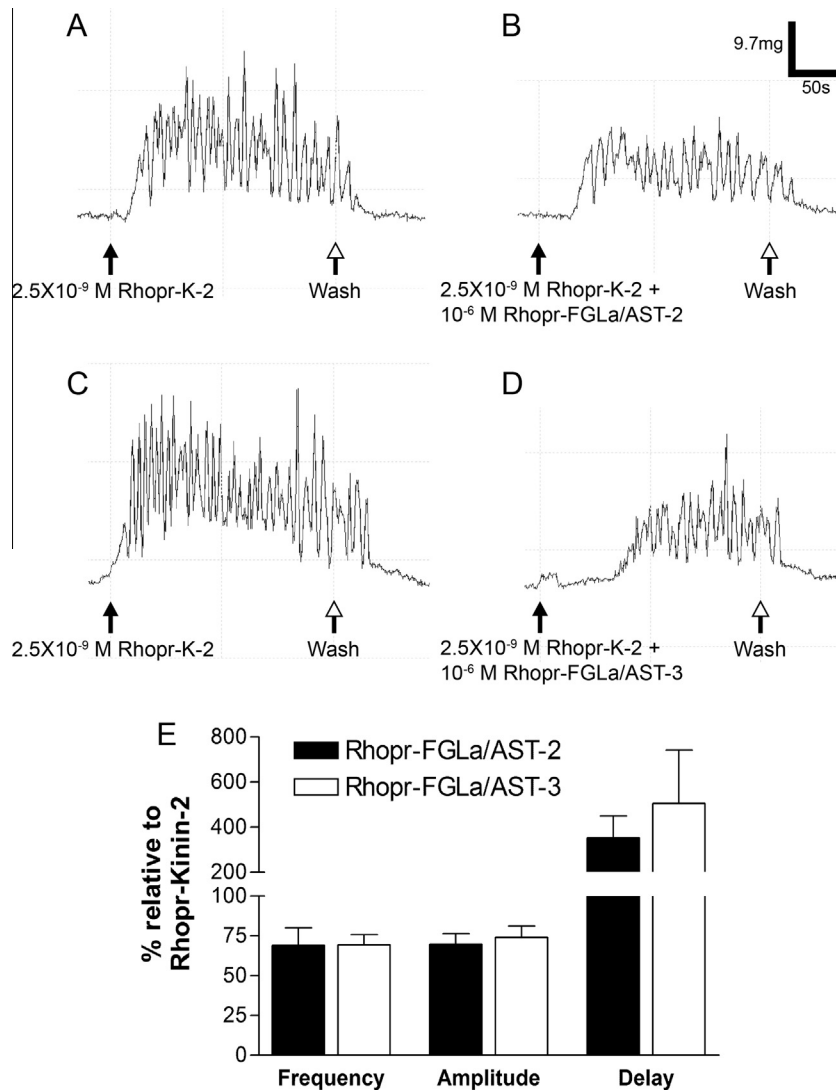 A
B
9.7mg
50s
2.5X10⁻⁹ M Rhopr-K-2
Wash
2.5X10⁻⁹ M Rhopr-K-2 +
10⁻⁶ M Rhopr-FGLa/AST-2
Wash
C
D
2.5X10⁻⁹ M Rhopr-K-2
Wash
2.5X10⁻⁹ M Rhopr-K-2 +
10⁻⁶ M Rhopr-FGLa/AST-3
Wash
E
% relative to
Rhopr-Kinin-2
800
600
400
200
100
75
50
25
0
Rhopr-FGLa/AST-2
Rhopr-FGLa/AST-3
Frequency
Amplitude
Delay